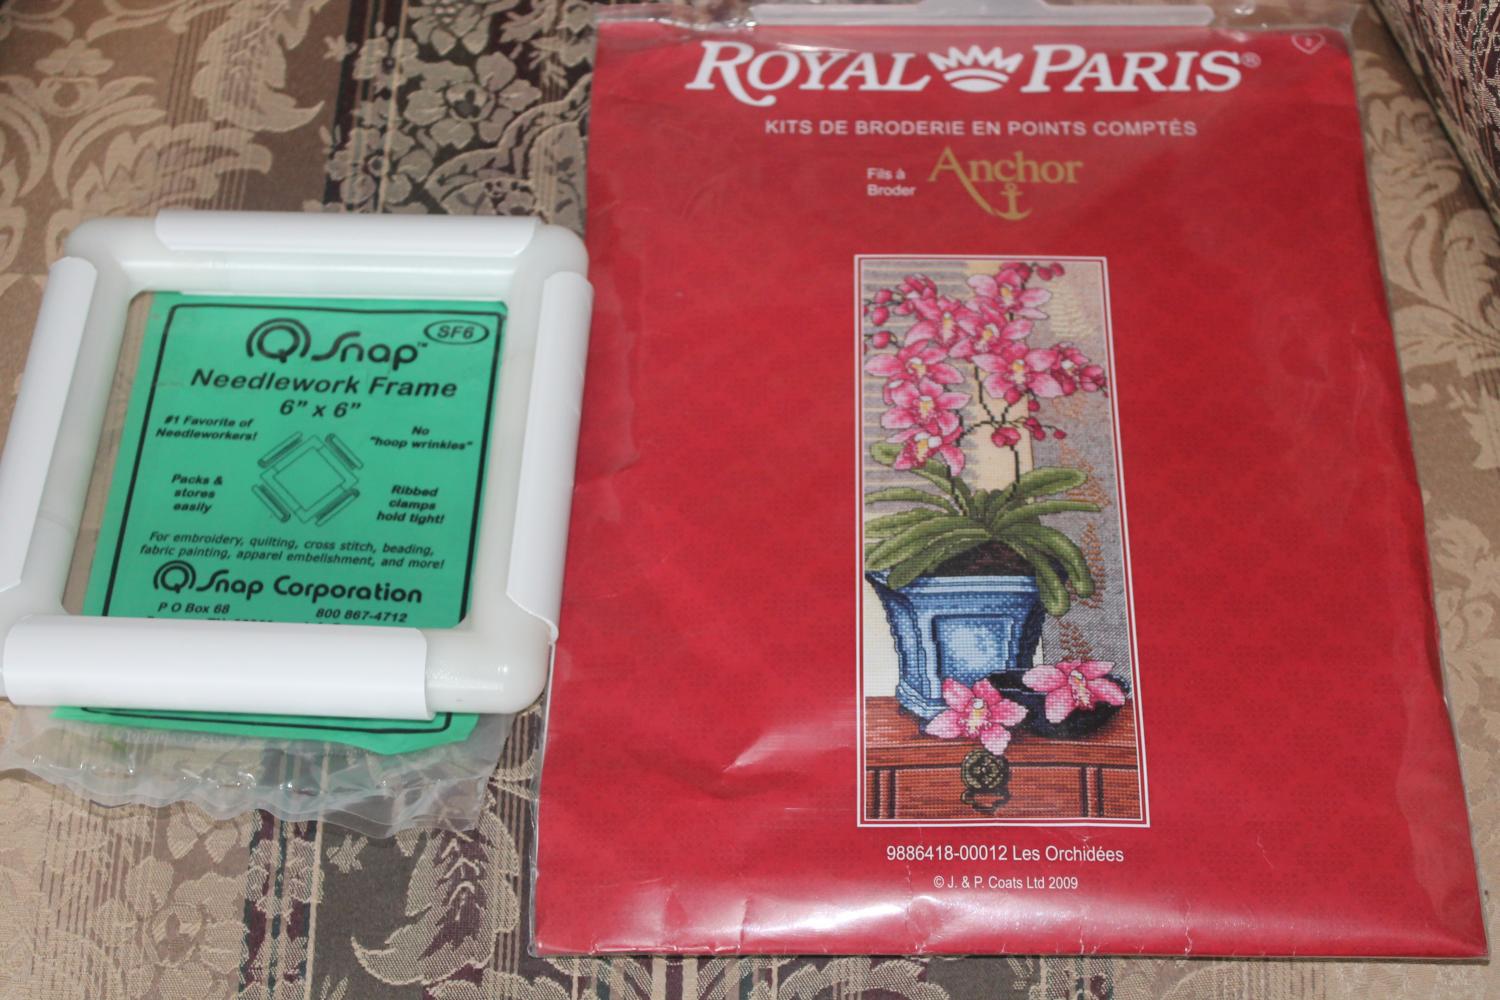 Q Snap™
SF6
Needlework Frame
6" x 6"
#1 Favorite of
Needleworkers!
No
"hoop wrinkles"
Packs &
stores
easily
Ribbed
clamps
hold tight!
For embroidery, quilting, cross stitch, beading,
fabric painting, apparel embelishment, and more!
Q Snap Corporation
P O Box 68
800 867-4712
ROYAL PARIS®
KITS DE BRODERIE EN POINTS COMPTÉS
Fils à
Broder
Anchor
9886418-00012 Les Orchidées
© J. & P. Coats Ltd 2009